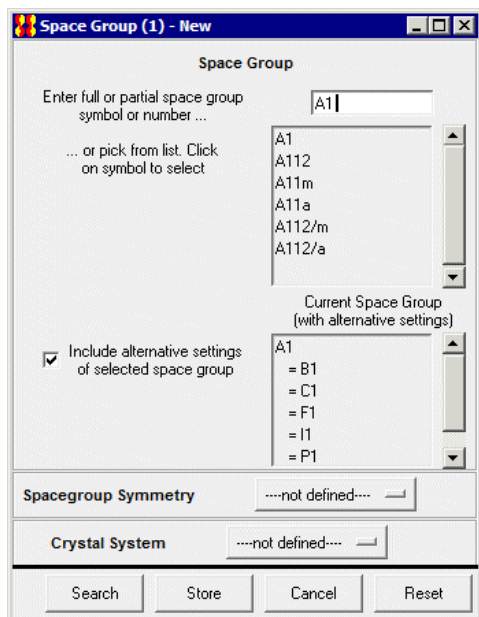 Space Group (1) - New
Space Group
Enter full or partial space group
symbol or number ...
A1
... or pick from list. Click
on symbol to select
A1
A112
A11m
A11a
A112/m
A112/a
Current Space Group
(with alternative settings)
Include alternative settings
of selected space group
A1
= B1
= C1
= F1
= I1
= P1
Spacegroup Symmetry
----not defined----
Crystal System
----not defined----
Search
Store
Cancel
Reset